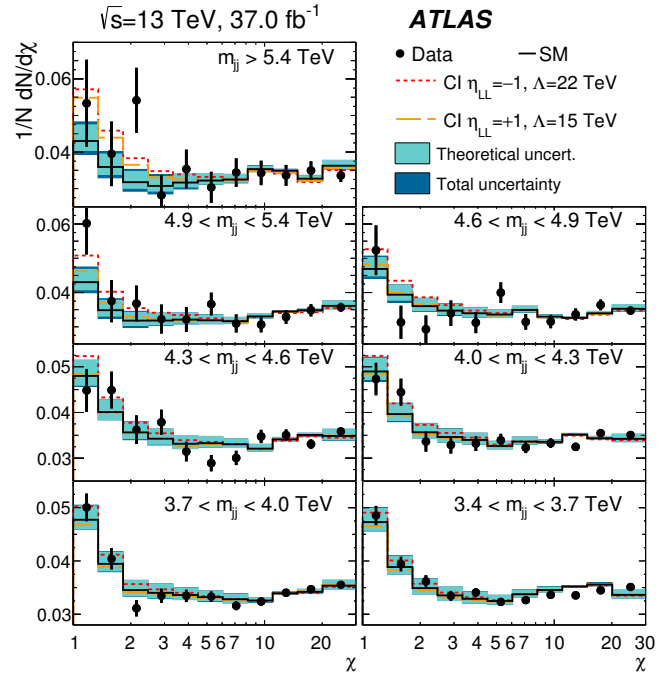 √s=13 TeV, 37.0 fb⁻¹
ATLAS
1/N dN/dχ
m_jj > 5.4 TeV
Data
SM
CI η_LL=−1, Λ=22 TeV
CI η_LL=+1, Λ=15 TeV
Theoretical uncert.
Total uncertainty
0.06
0.04
4.9 < m_jj < 5.4 TeV
4.6 < m_jj < 4.9 TeV
0.06
0.04
4.3 < m_jj < 4.6 TeV
4.0 < m_jj < 4.3 TeV
0.05
0.04
0.03
3.7 < m_jj < 4.0 TeV
3.4 < m_jj < 3.7 TeV
0.05
0.04
0.03
1 2 3 4 5 6 7 10 20 1 2 3 4 5 6 7 10 20 30
χ χ